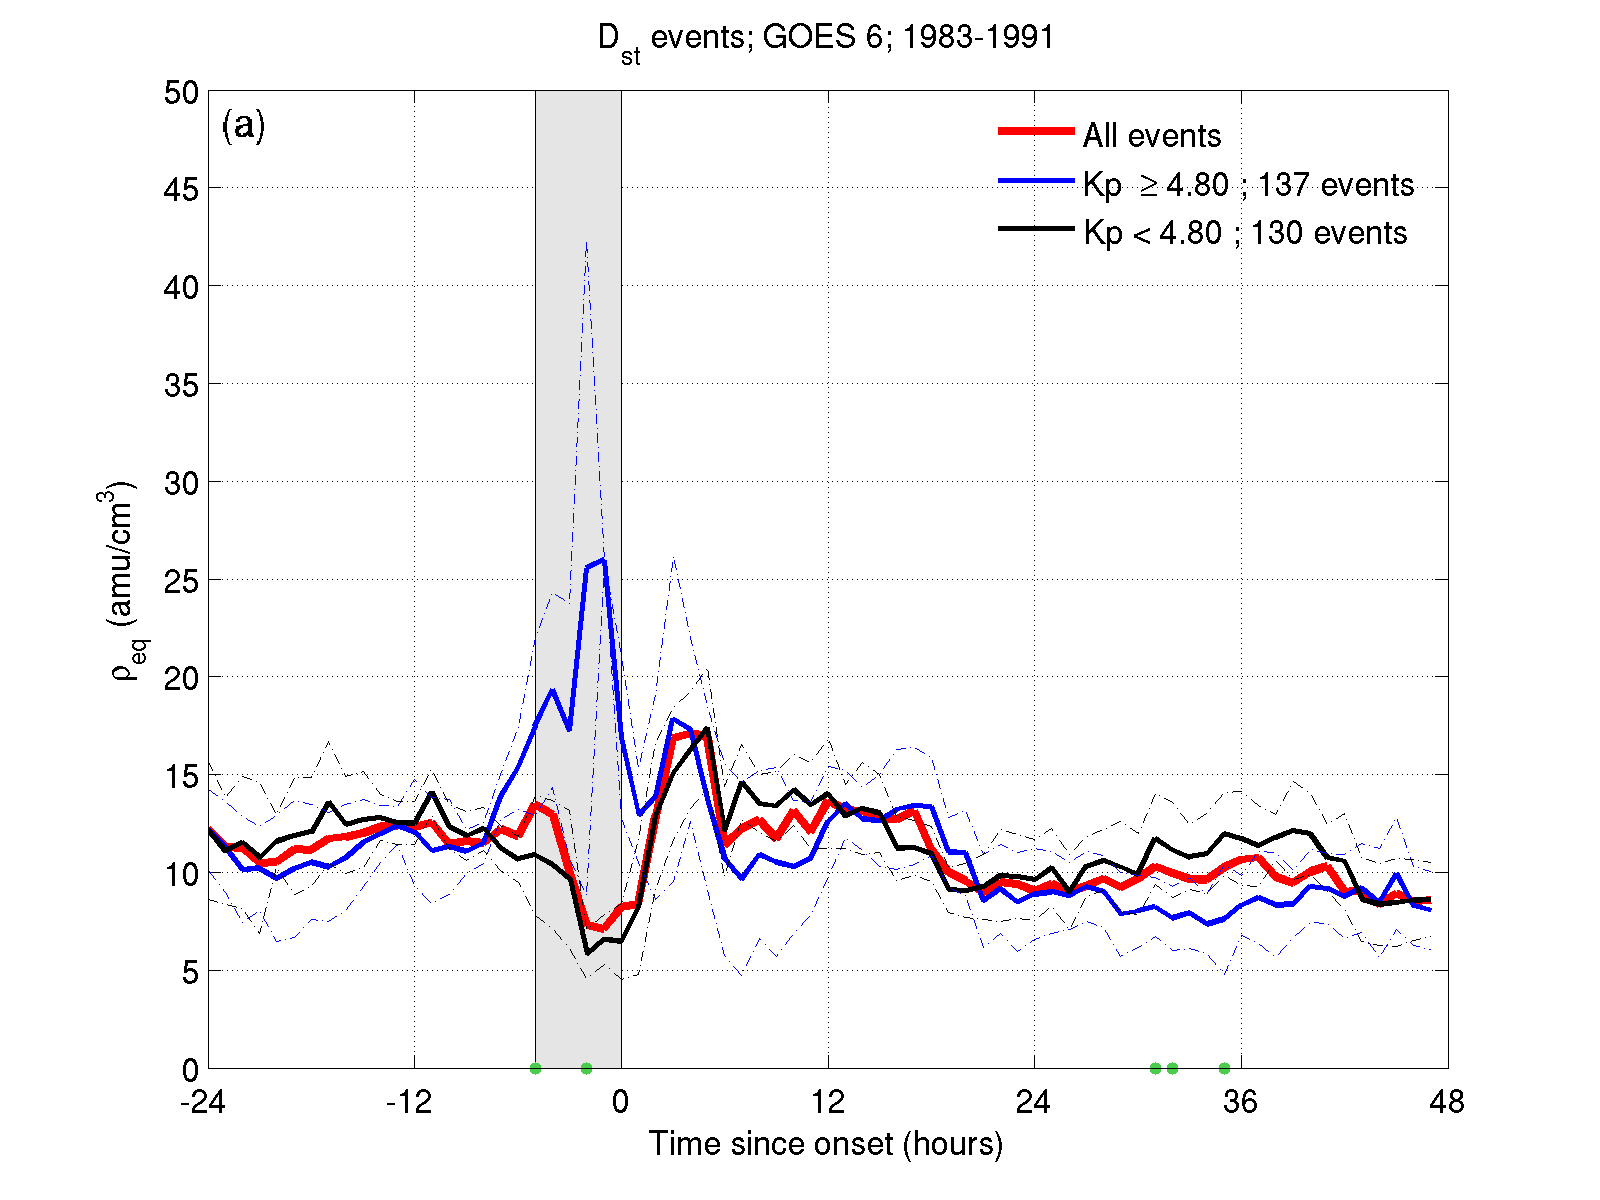 Dst events; GOES 6; 1983-1991
(a)
All events
Kp ≥ 4.80 ; 137 events
Kp < 4.80 ; 130 events
50
45
40
35
30
25
20
15
10
5
0
ρeq (amu/cm3)
-24 -12 0 12 24 36 48
Time since onset (hours)